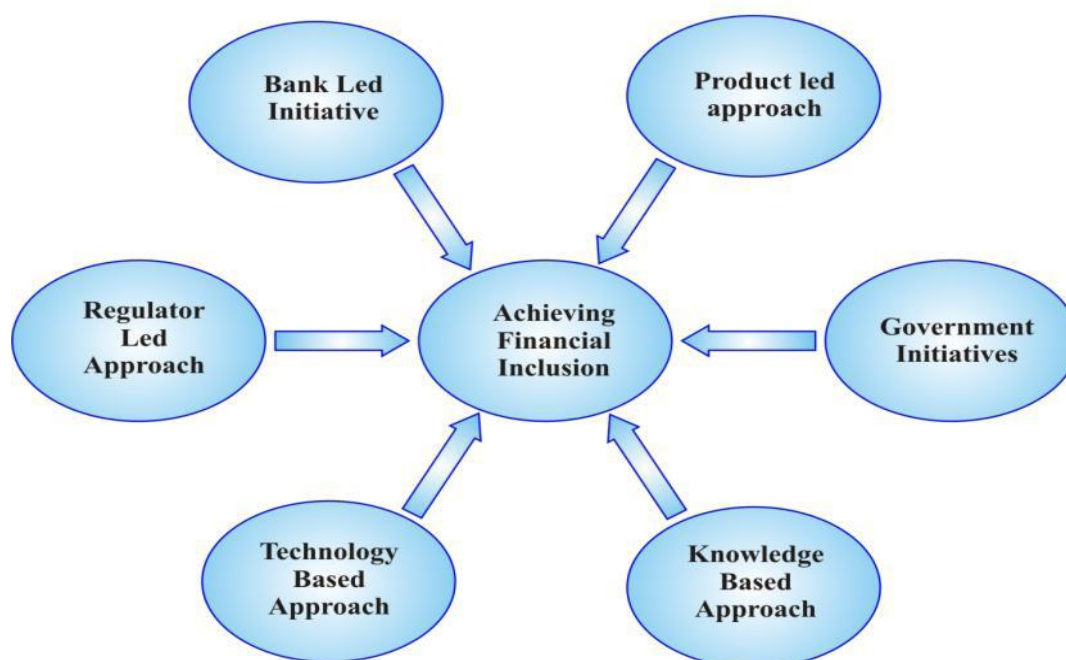 Bank Led
Initiative
Product led
approach
Regulator
Led
Approach
Achieving
Financial
Inclusion
Government
Initiatives
Technology
Based
Approach
Knowledge
Based
Approach